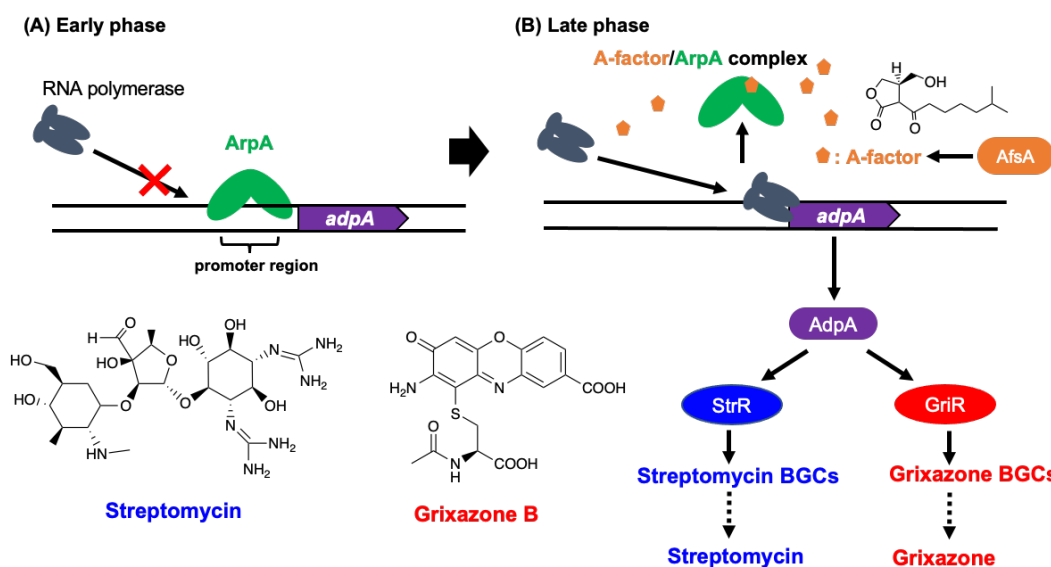 (A) Early phase
RNA polymerase
ArpA
adpA
promoter region
(B) Late phase
A-factor/ArpA complex
H
OH
O
O
O
: A-factor
AfsA
adpA
AdpA
StrR
GriR
Streptomycin BGCs
Grixazone BGCs
Streptomycin
Grixazone
O
H
HO
HO
HO
O
O
O
HN
HO
OH
OH
N
NH₂
NH₂
N
NH₂
NH₂
Streptomycin
O
O
H₂N
N
COOH
S
O
N
H
COOH
Grixazone B